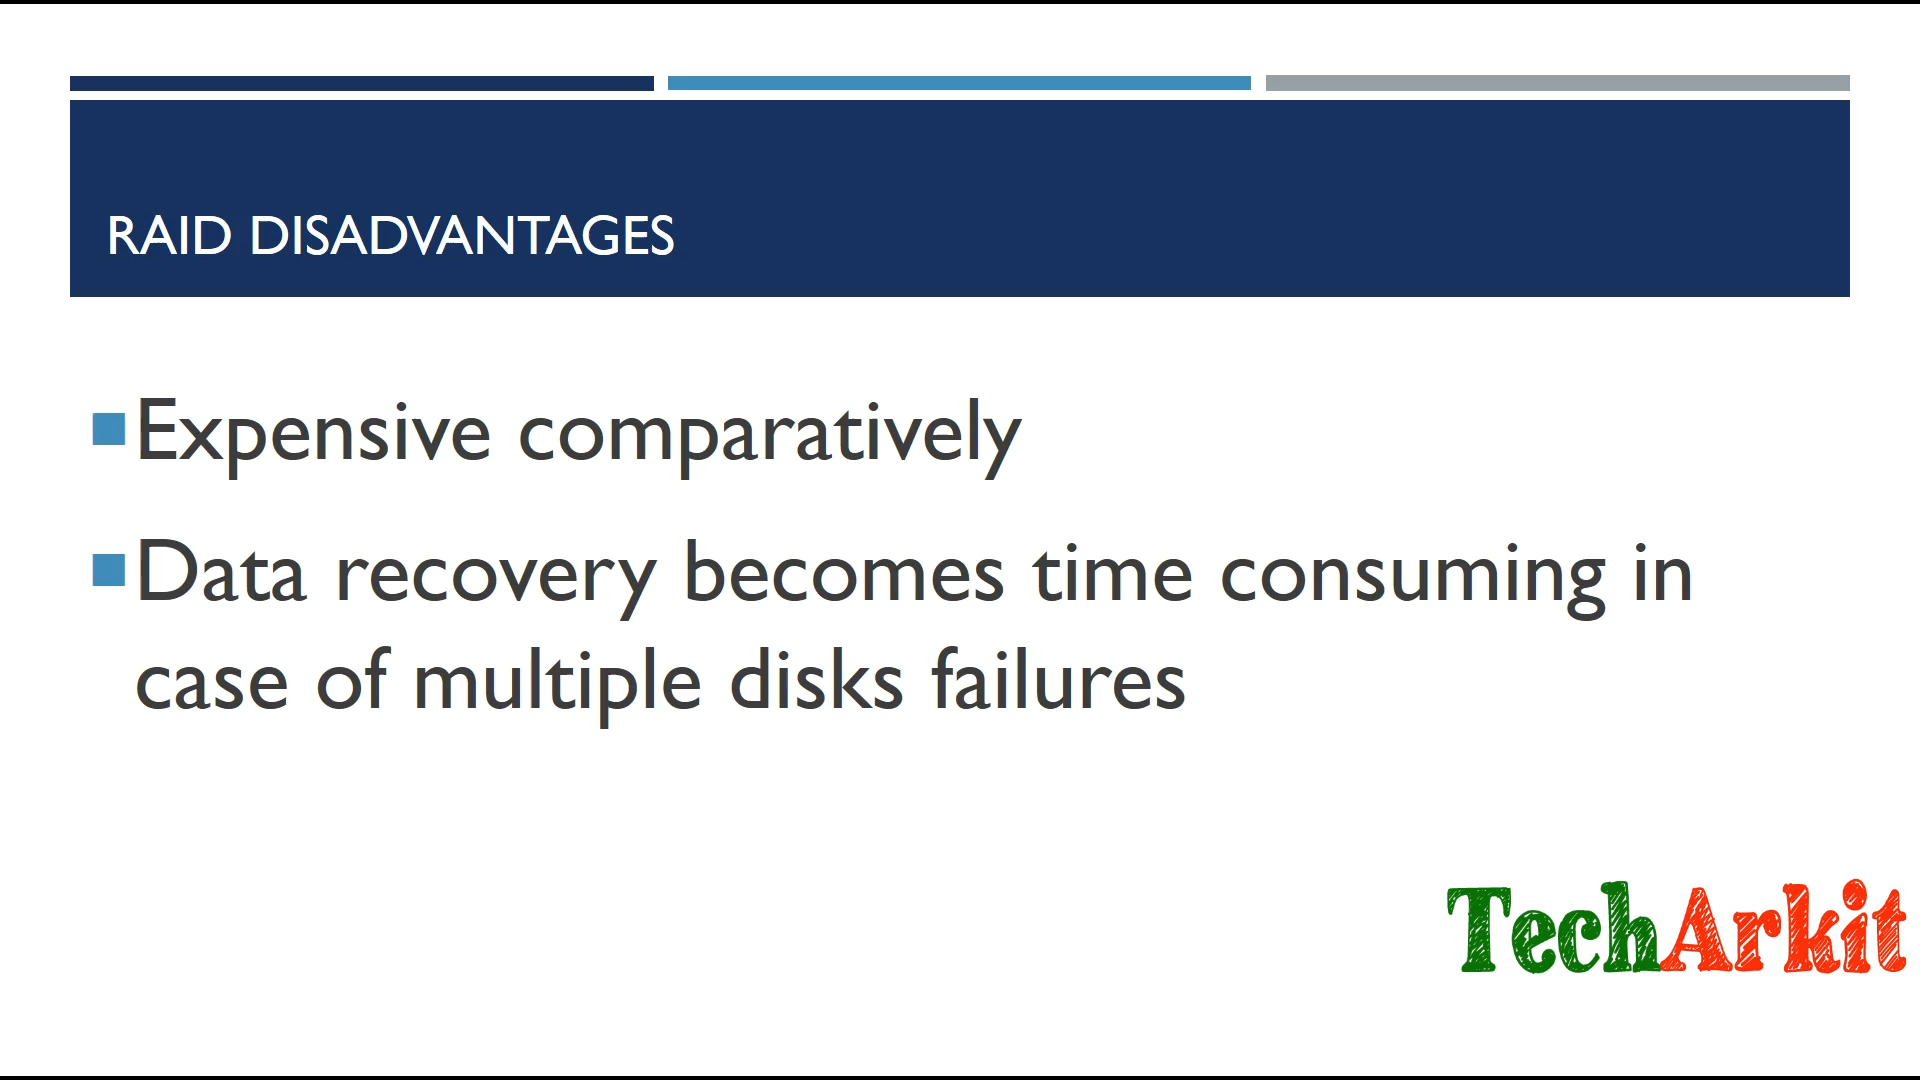 RAID DISADVANTAGES
Expensive comparatively
Data recovery becomes time consuming in
case of multiple disks failures
TechArkit